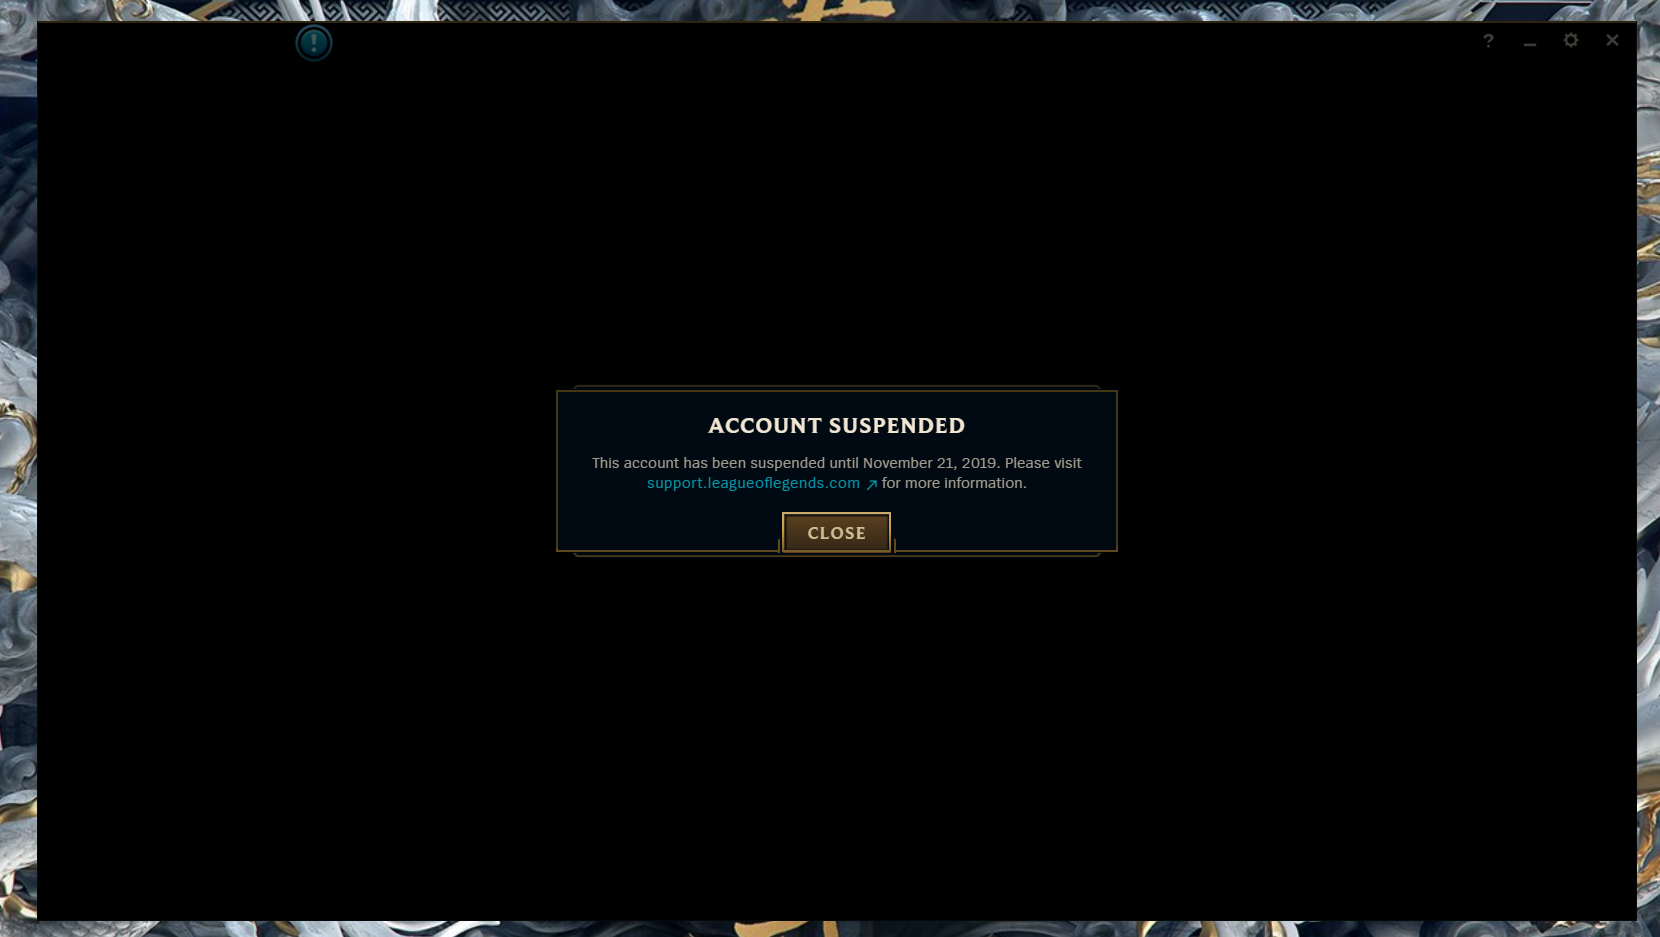 ?
ACCOUNT SUSPENDED
This account has been suspended until November 21, 2019. Please visit
support.leagueoflegends.com ↗ for more information.
CLOSE